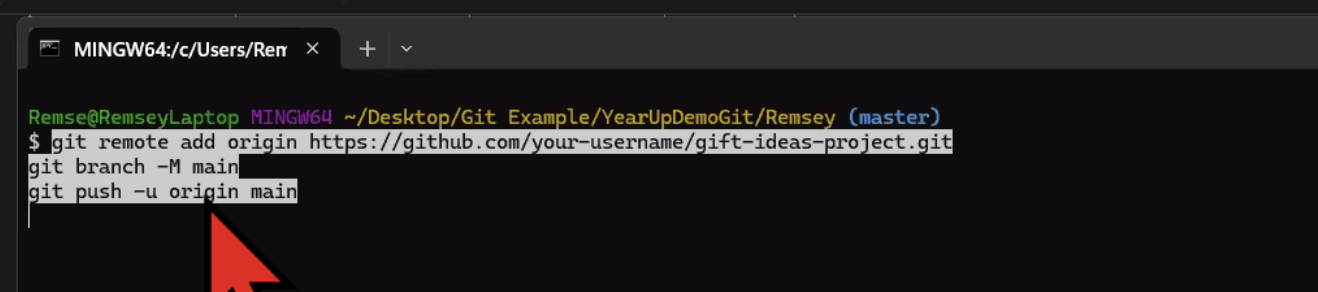 MINGW64:/c/Users/Rem
Remse@RemseyLaptop MINGW64 ~/Desktop/Git Example/YearUpDemoGit/Remsey (master)
$ git remote add origin https://github.com/your-username/gift-ideas-project.git
git branch -M main
git push -u origin main